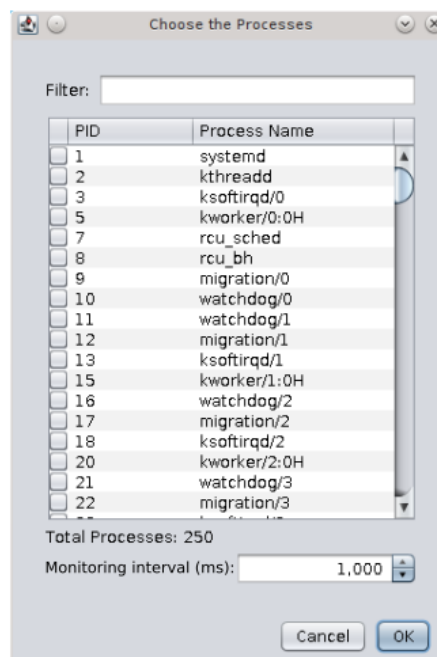 Choose the Processes
Filter:
PID Process Name
1 systemd
2 kthreadd
3 ksoftirqd/0
5 kworker/0:0H
7 rcu_sched
8 rcu_bh
9 migration/0
10 watchdog/0
11 watchdog/1
12 migration/1
13 ksoftirqd/1
15 kworker/1:0H
16 watchdog/2
17 migration/2
18 ksoftirqd/2
20 kworker/2:0H
21 watchdog/3
22 migration/3
Total Processes: 250
Monitoring interval (ms): 1,000
Cancel OK